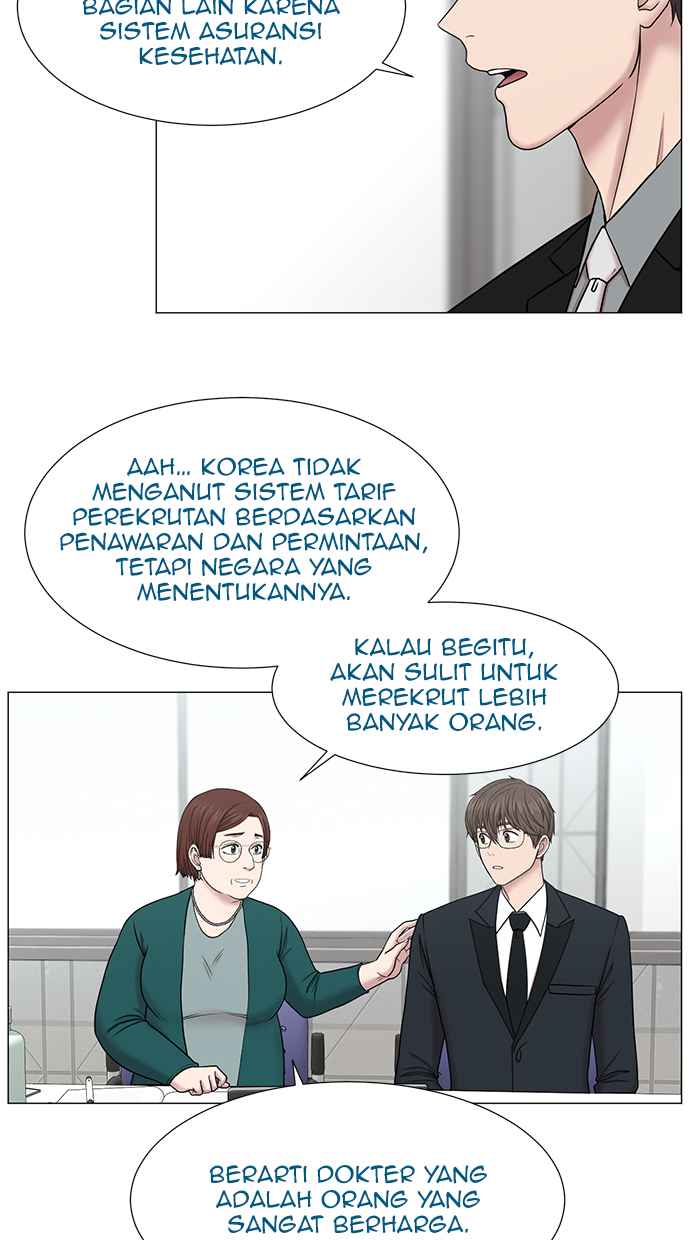 BAGIAN LAIN KARENA
SISTEM ASURANSI
KESEHATAN.
AAH... KOREA TIDAK
MENGANUT SISTEM TARIF
PEREKRUTAN BERDASARKAN
PENAWARAN DAN PERMINTAAN,
TETAPI NEGARA YANG
MENENTUKANNYA.
KALAU BEGITU,
AKAN SULIT UNTUK
MEREKRUT LEBIH
BANYAK ORANG.
BERARTI DOKTER YANG
ADALAH ORANG YANG
SANGAT BERHARGA.